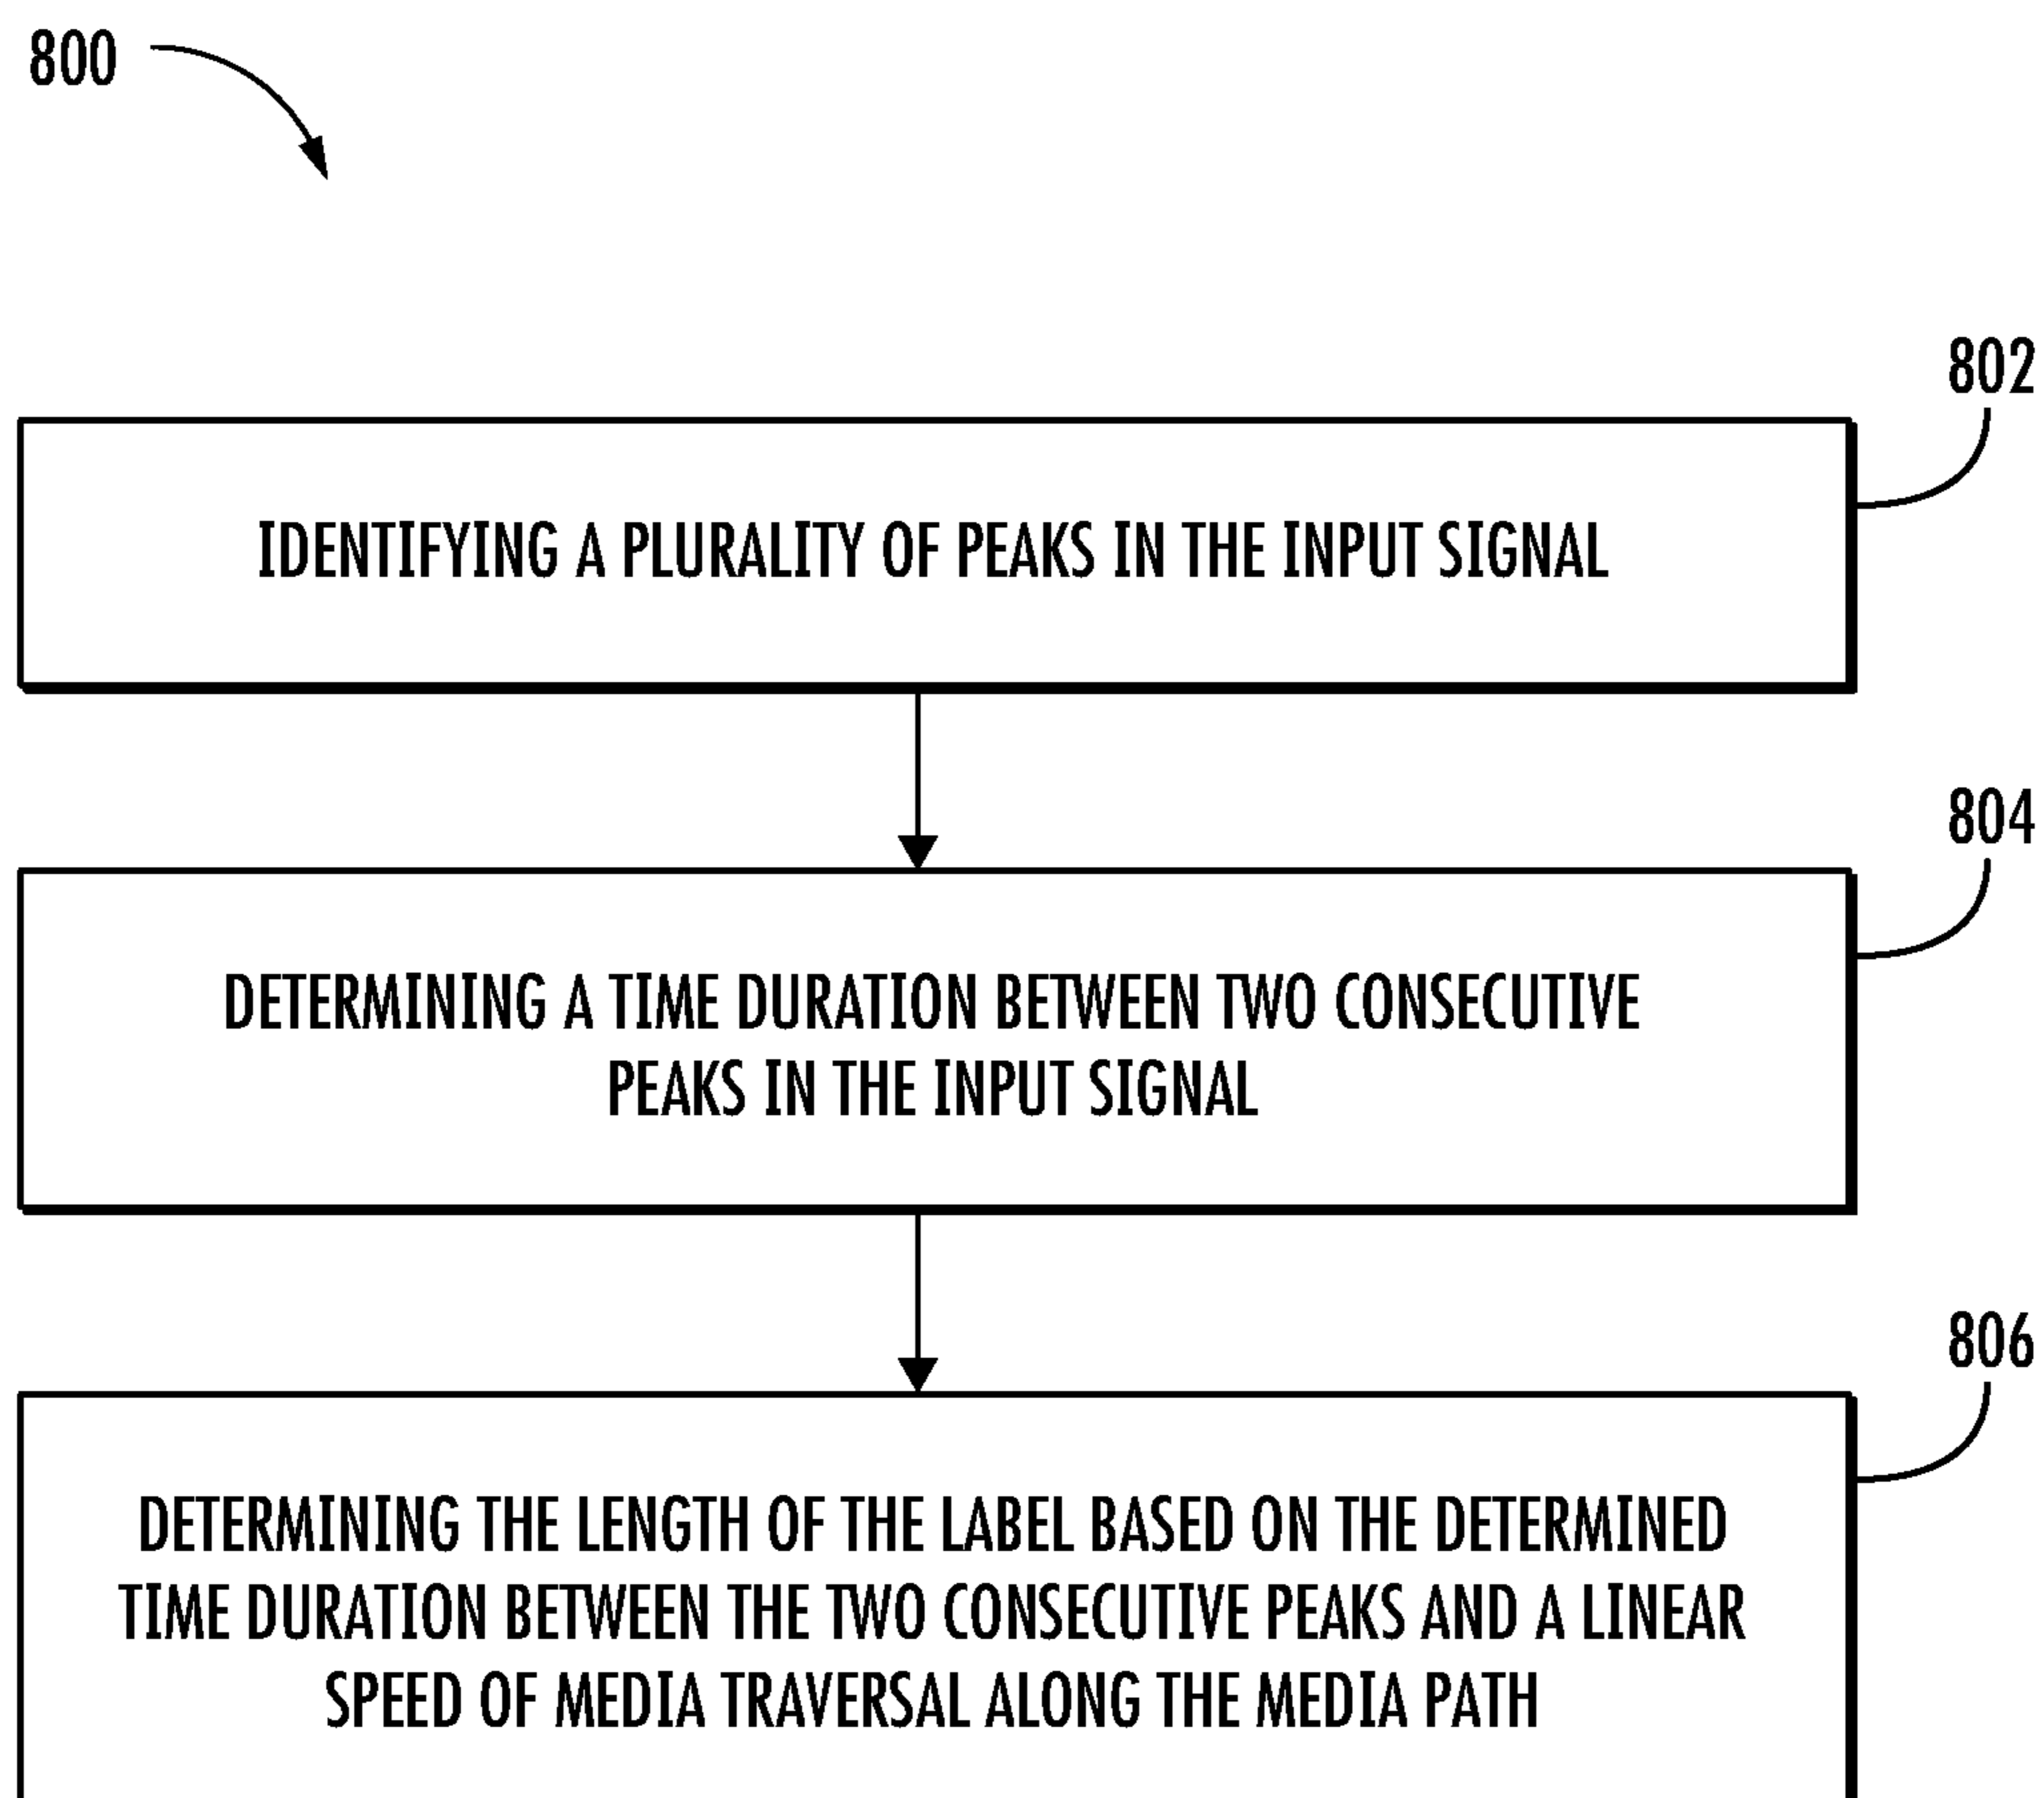 800
802
IDENTIFYING A PLURALITY OF PEAKS IN THE INPUT SIGNAL
804
DETERMINING A TIME DURATION BETWEEN TWO CONSECUTIVE
PEAKS IN THE INPUT SIGNAL
806
DETERMINING THE LENGTH OF THE LABEL BASED ON THE DETERMINED
TIME DURATION BETWEEN THE TWO CONSECUTIVE PEAKS AND A LINEAR
SPEED OF MEDIA TRAVERSAL ALONG THE MEDIA PATH